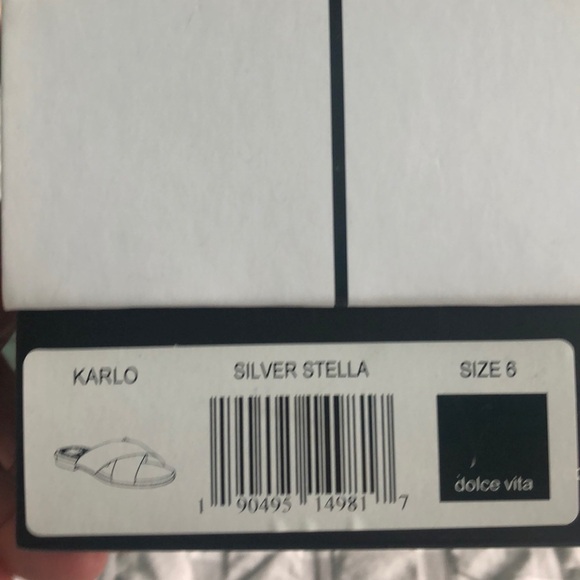 KARLO
SILVER STELLA
SIZE 6
dolce vita
1 90495 14981 7